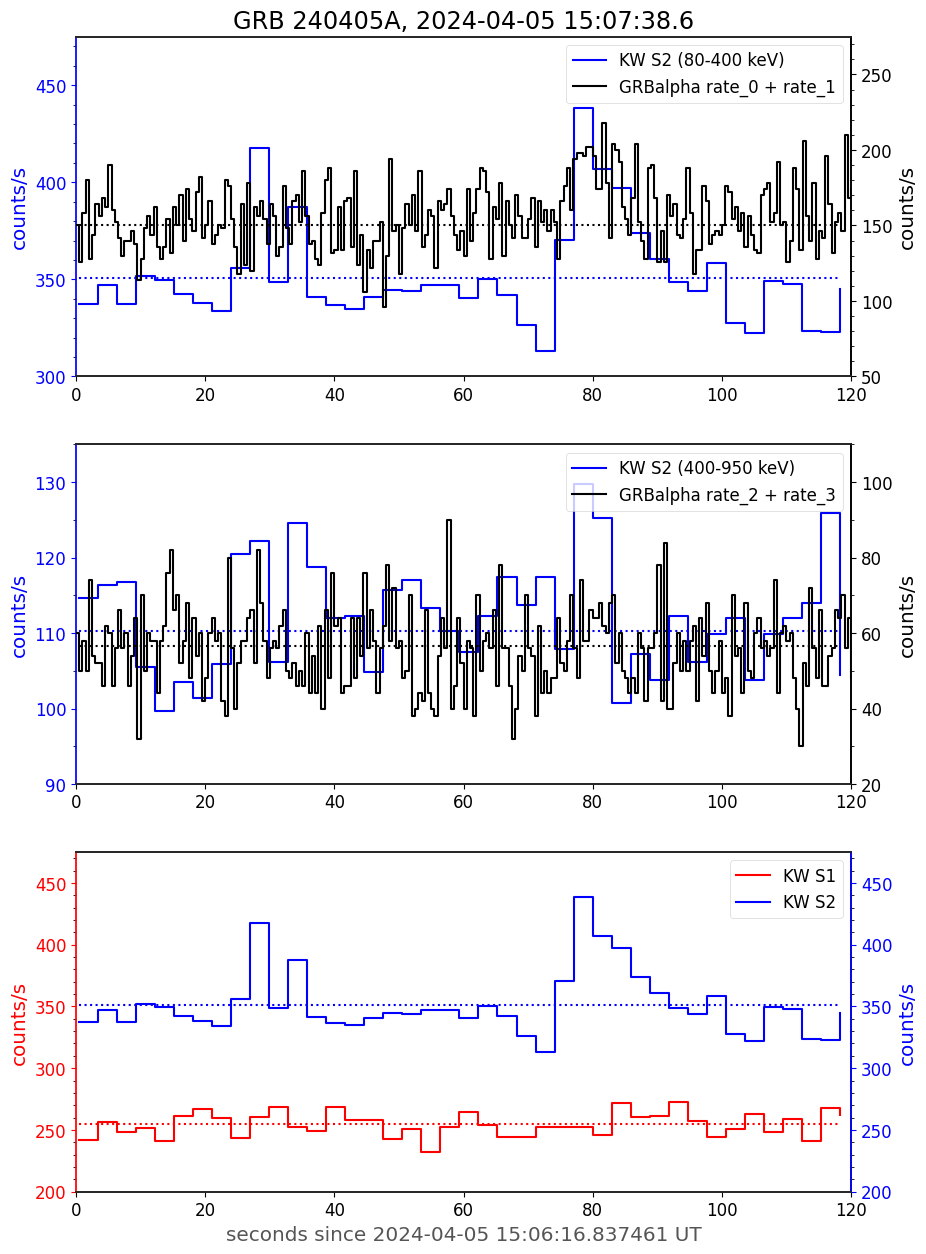 GRB 240405A, 2024-04-05 15:07:38.6
KW S2 (80-400 keV)
GRBalpha rate_0 + rate_1
counts/s
450
400
350
300
250
200
150
100
50
counts/s
0 20 40 60 80 100 120
KW S2 (400-950 keV)
GRBalpha rate_2 + rate_3
counts/s
130
120
110
100
90
100
80
60
40
20
counts/s
0 20 40 60 80 100 120
KW S1
KW S2
counts/s
450
400
350
300
250
200
450
400
350
300
250
200
counts/s
0 20 40 60 80 100 120
seconds since 2024-04-05 15:06:16.837461 UT